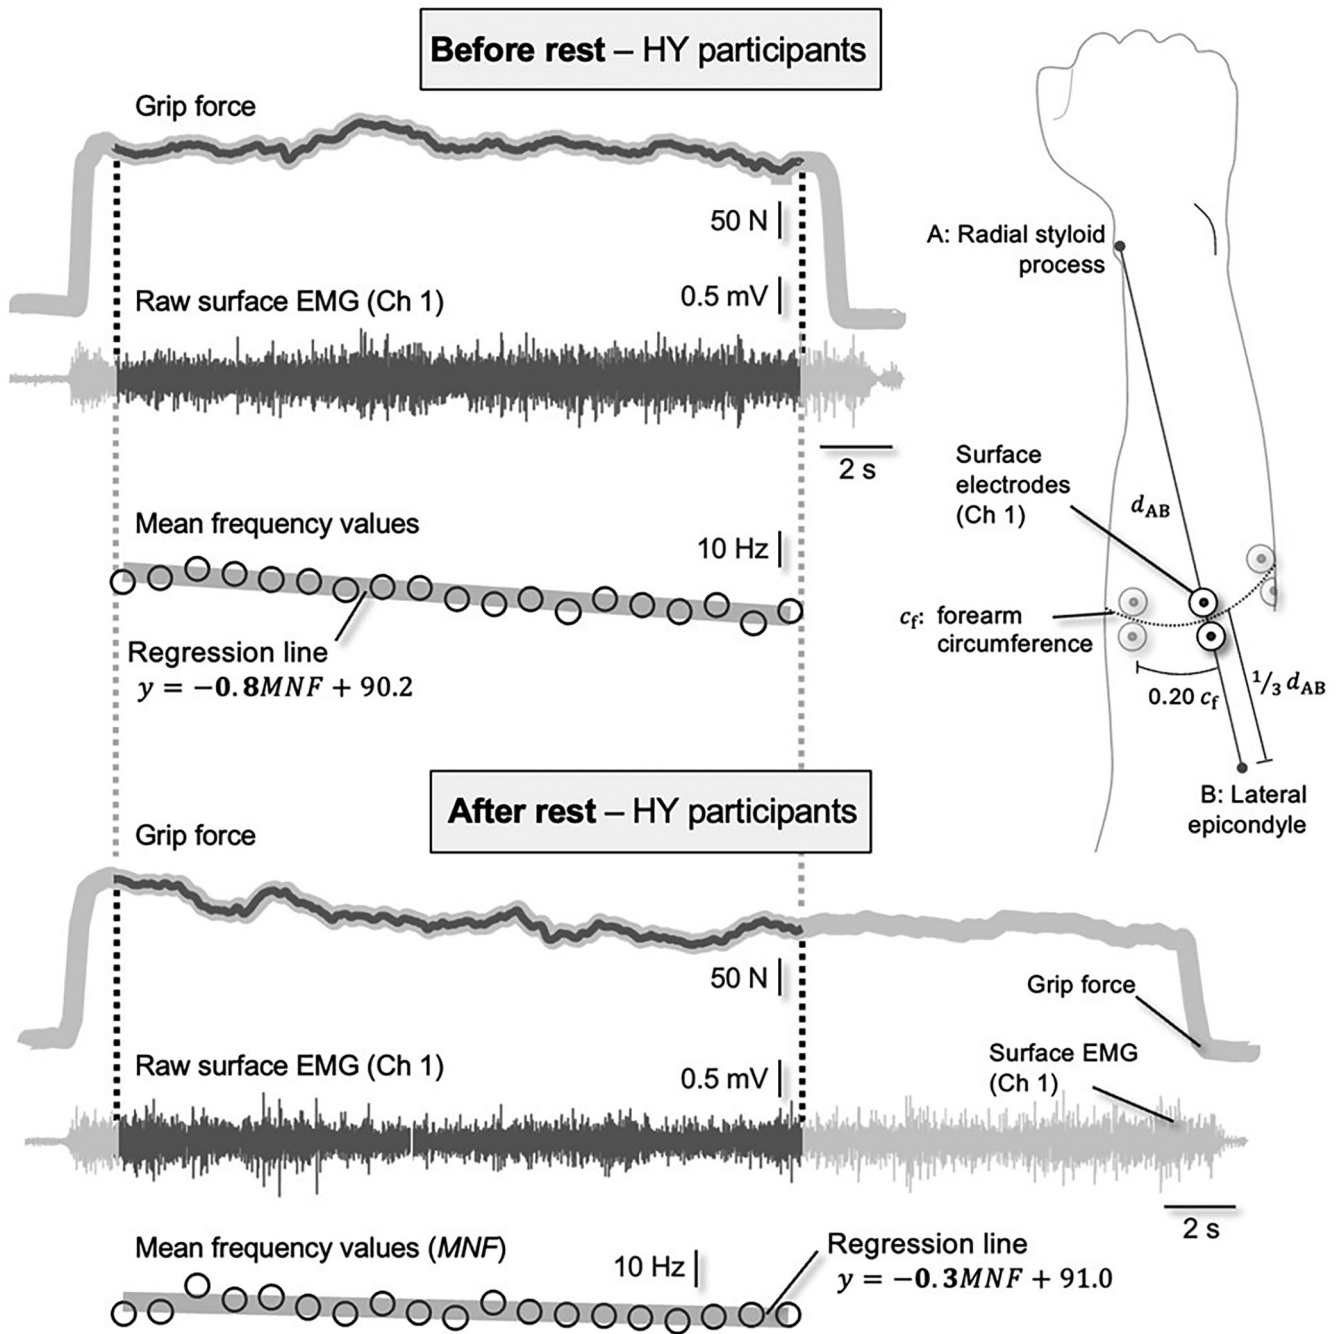 Before rest – HY participants
Grip force
50 N
Raw surface EMG (Ch 1)
0.5 mV
2 s
Mean frequency values
10 Hz
Regression line
y = −0.8MNF + 90.2
A: Radial styloid
process
Surface
electrodes
(Ch 1)
d_AB
c_f: forearm
circumference
0.20 c_f
1/3 d_AB
B: Lateral
epicondyle
After rest – HY participants
Grip force
50 N
Grip force
Raw surface EMG (Ch 1)
0.5 mV
Surface EMG
(Ch 1)
2 s
Mean frequency values (MNF)
10 Hz
Regression line
y = −0.3MNF + 91.0